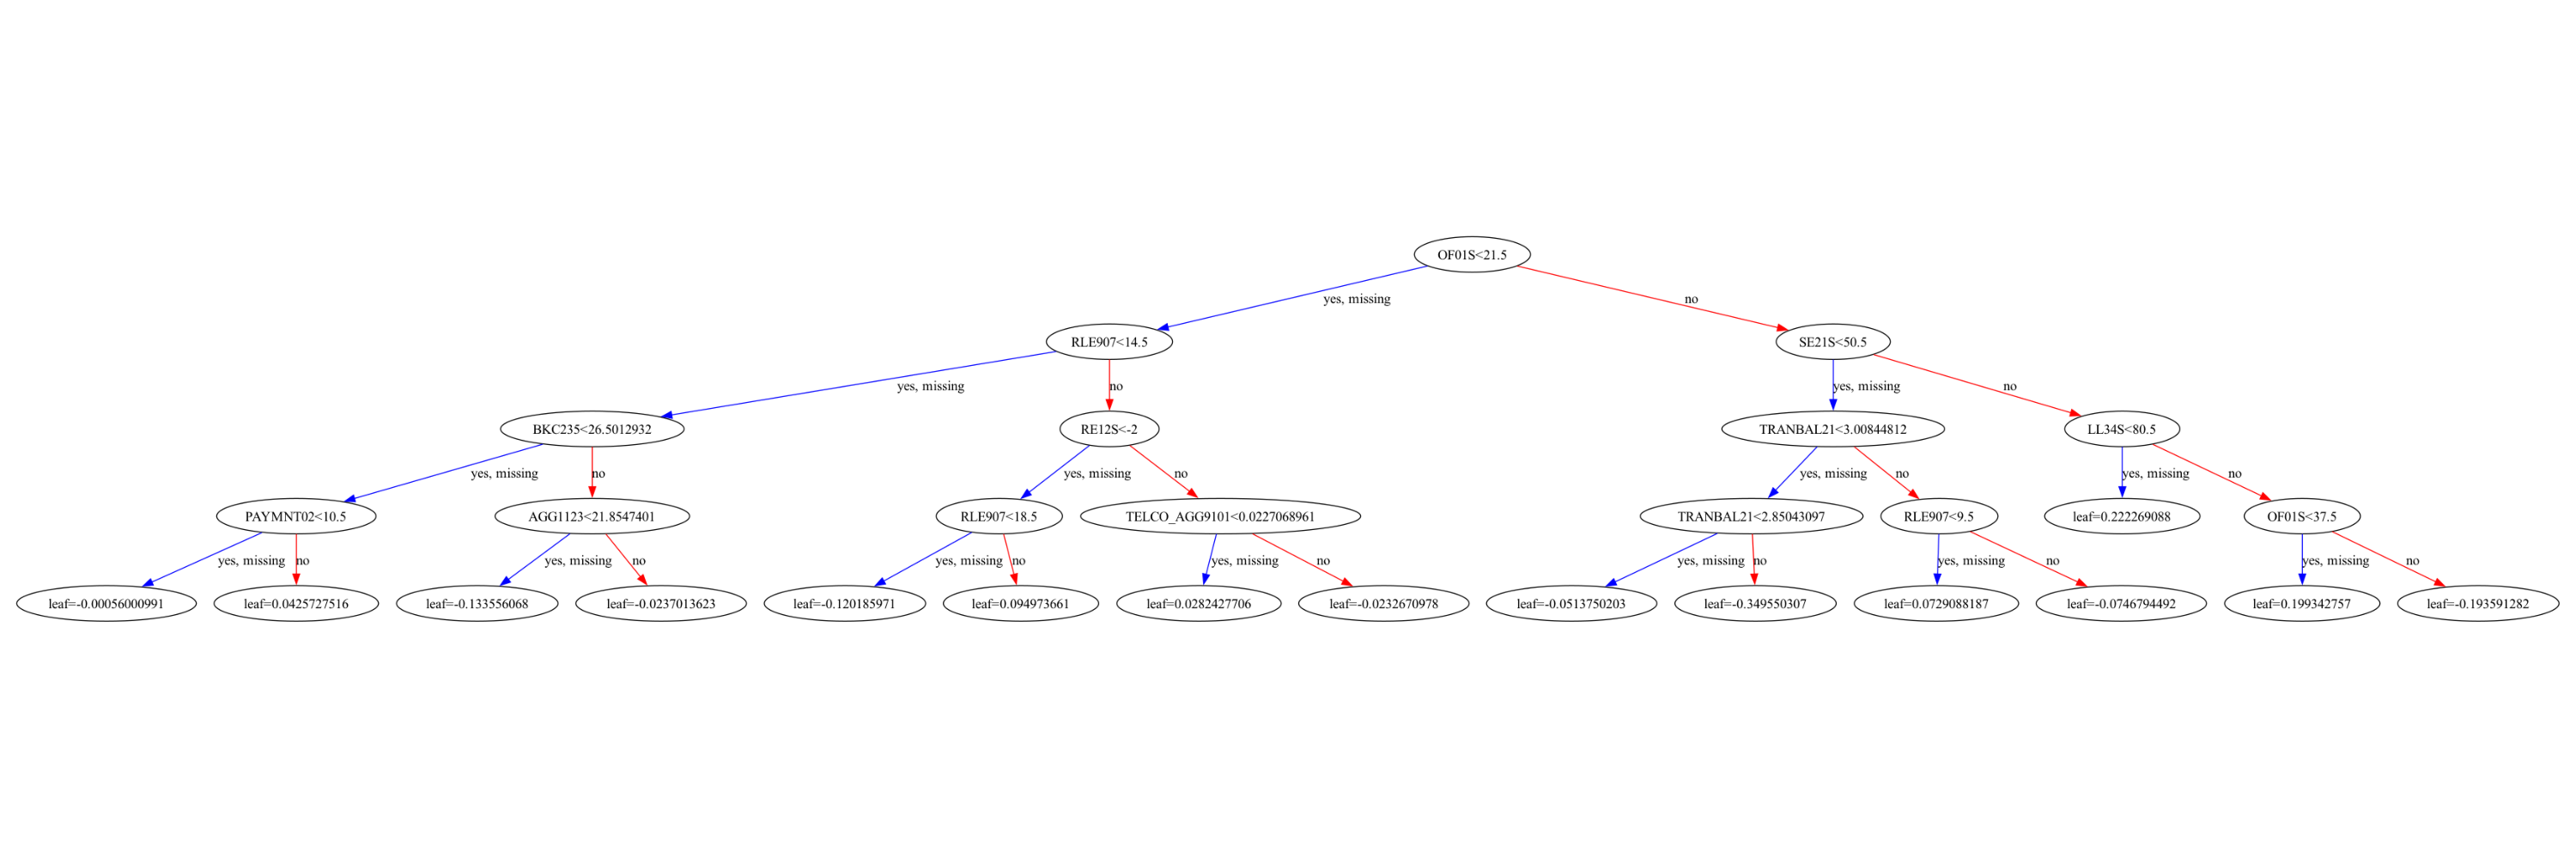 OF01S<21.5
yes, missing
no
RLE907<14.5
SE21S<50.5
yes, missing
no
yes, missing
no
BKC235<26.5012932
RE12S<-2
TRANBAL21<3.00844812
LL34S<80.5
yes, missing
no
yes, missing
no
yes, missing
no
yes, missing
no
PAYMNT02<10.5
AGG1123<21.8547401
RLE907<18.5
TELCO_AGG9101<0.0227068961
TRANBAL21<2.85043097
RLE907<9.5
leaf=0.222269088
OF01S<37.5
yes, missing
no
yes, missing
no
yes, missing
no
yes, missing
no
yes, missing
no
yes, missing
no
yes, missing
no
leaf=-0.00056000991
leaf=0.0425727516
leaf=-0.133556068
leaf=-0.0237013623
leaf=-0.120185971
leaf=0.094973661
leaf=0.0282427706
leaf=-0.0232670978
leaf=-0.0513750203
leaf=-0.349550307
leaf=0.0729088187
leaf=-0.0746794492
leaf=0.199342757
leaf=-0.193591282